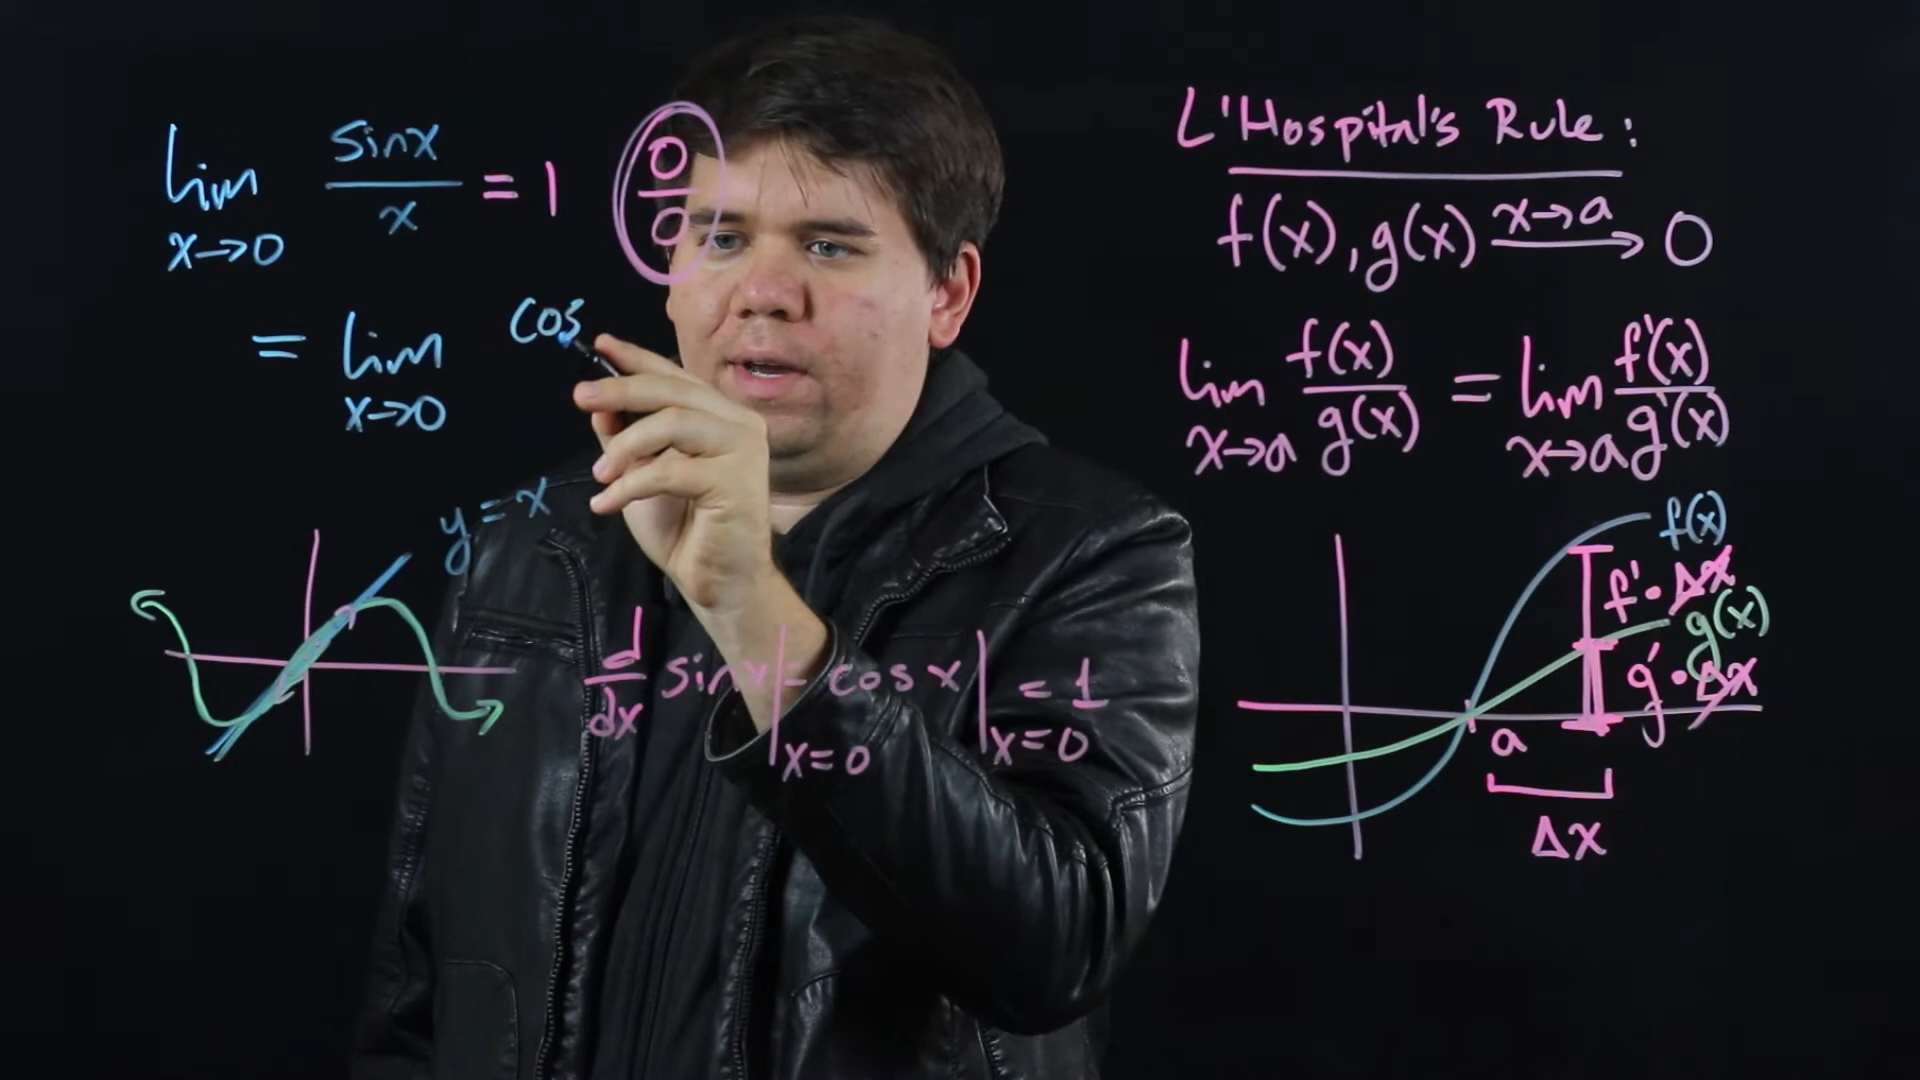 lim sinx/x = 1 0/0
x→0
= lim cos
x→0
y = x
d/dx sinx|x=0 = cos x|x=0 = 1
L'Hospital's Rule:
f(x), g(x) x→a → 0
lim f(x)/g(x) = lim f'(x)/g'(x)
x→a x→a
f(x)
f' · Δx
g(x)
g' · Δx
a
Δx